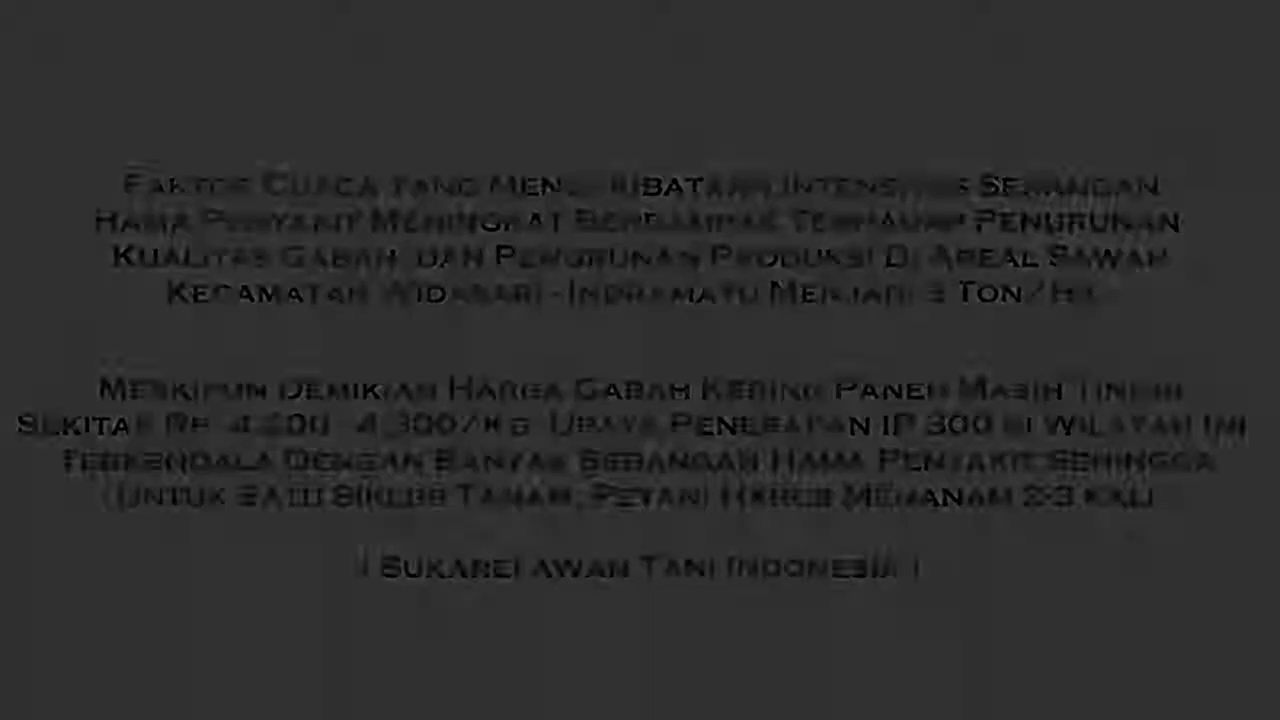 Faktor Cuaca yang Mengakibatkan Intensitas Serangan
Hama Penyakit Meningkat Berdampak Terhadap Penurunan
Kualitas Gabah dan Penurunan Produksi Di Areal Sawah
Kecamatan Widasari - Indramayu Menjadi Ton/Ha.
Meskipun demikian Harga Gabah Kering Panen Masih Tinggi
Sekitar Rp. 4.200 - 4.300/Kg. Upaya Penerapan IP 300 di Wilayah Ini
Terkendala Dengan Banyak Serangan Hama Penyakit Sehingga
Untuk Satu Siklus Tanam, Petani Harus Menanam 2-3 Kali
( Sukarelawan Tani Indonesia )